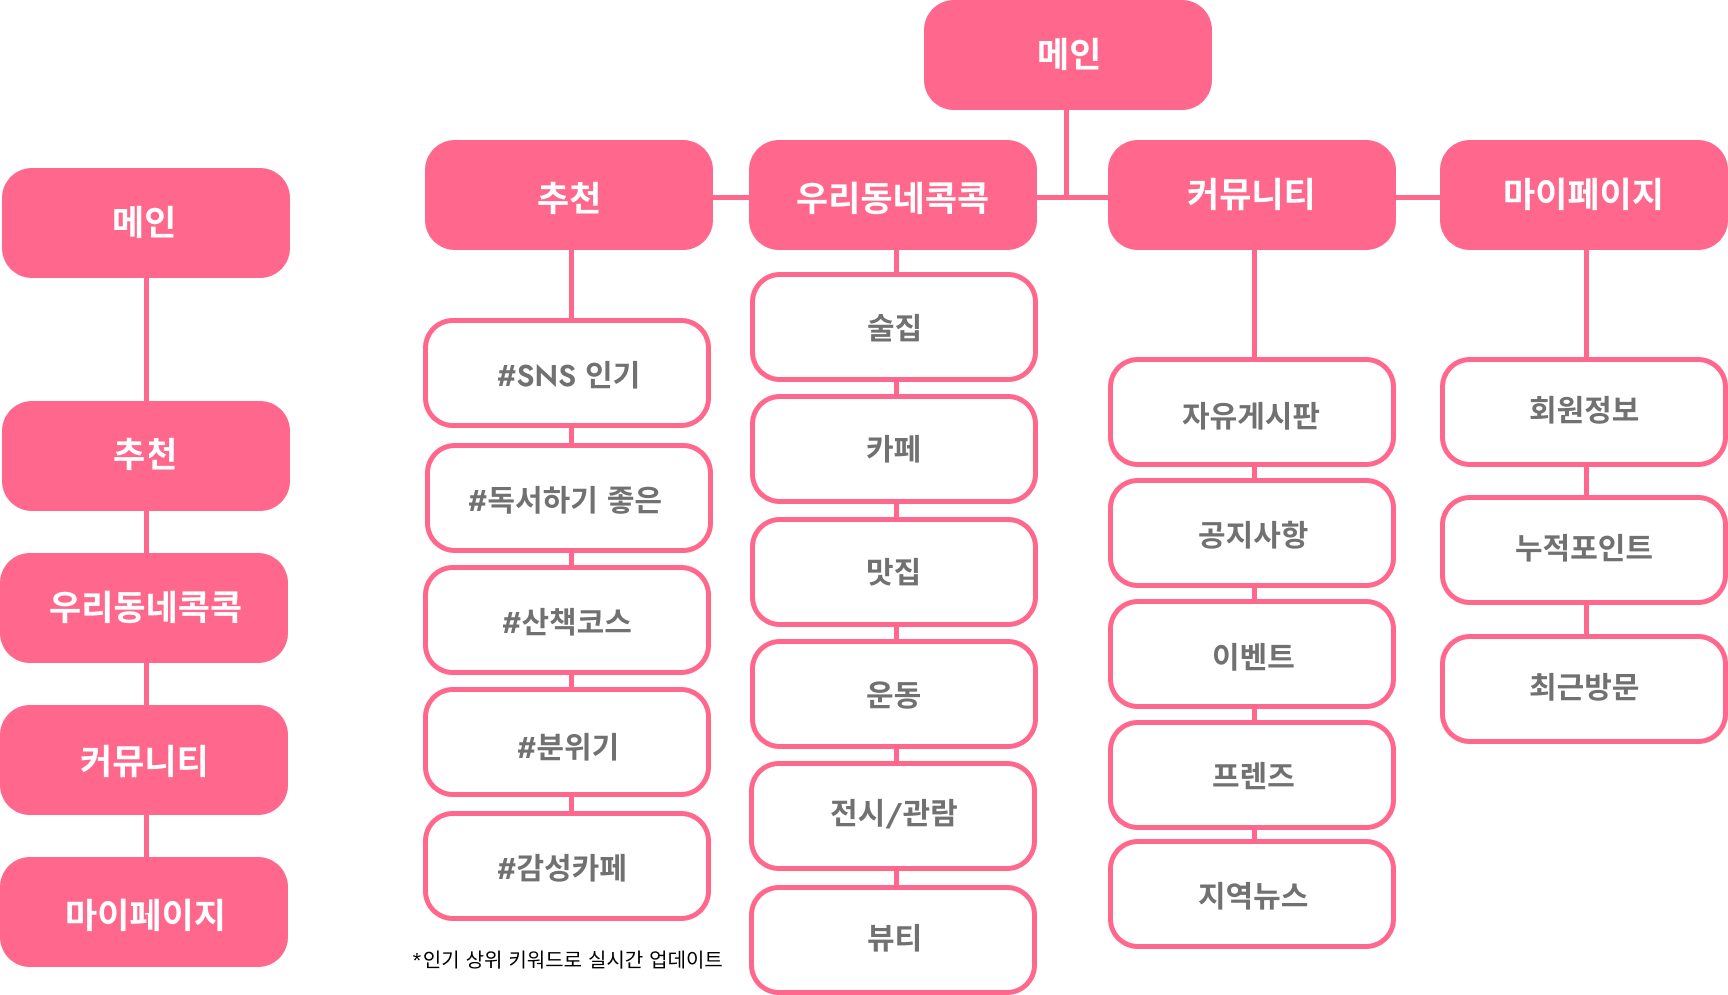 메인
추천
우리동네콕콕
커뮤니티
마이페이지
메인
추천
#SNS 인기
#독서하기 좋은
#산책코스
#분위기
#감성카페
*인기 상위 키워드로 실시간 업데이트
우리동네콕콕
술집
카페
맛집
운동
전시/관람
뷰티
커뮤니티
자유게시판
공지사항
이벤트
프렌즈
지역뉴스
마이페이지
회원정보
누적포인트
최근방문